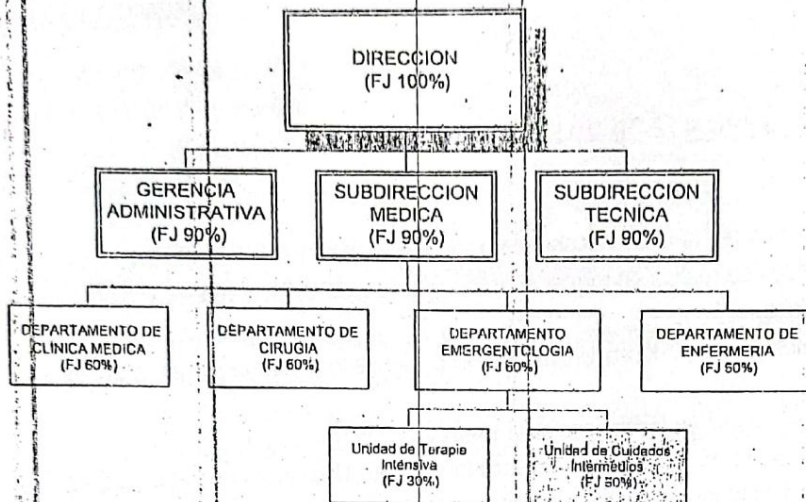 DIRECCION
(FJ 100%)
GERENCIA
ADMINISTRATIVA
(FJ 90%)
SUBDIRECCION
MEDICA
(FJ 90%)
SUBDIRECCION
TECNICA
(FJ 90%)
DEPARTAMENTO DE
CLINICA MEDICA
(FJ 60%)
DEPARTAMENTO DE
CIRUGIA
(FJ 60%)
DEPARTAMENTO
EMERGENTOLOGIA
(FJ 60%)
DEPARTAMENTO DE
ENFERMERIA
(FJ 60%)
Unidad de Terapia
Intensiva
(FJ 30%)
Unidad de Cuidados
Intermedios
(FJ